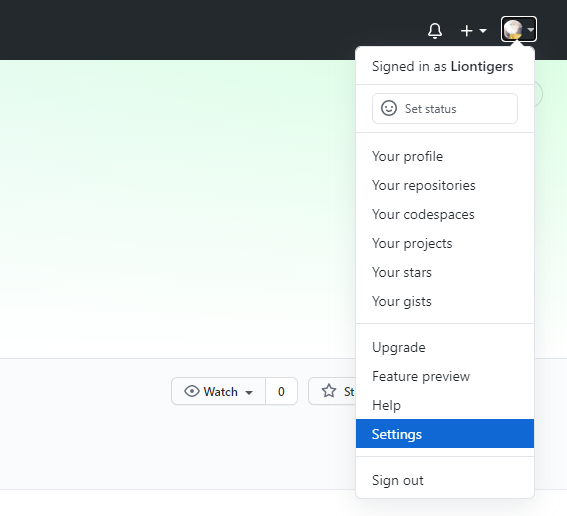 Signed in as Liontigers
Set status
Your profile
Your repositories
Your codespaces
Your projects
Your stars
Your gists
Upgrade
Feature preview
Help
Watch 0 St
Settings
Sign out